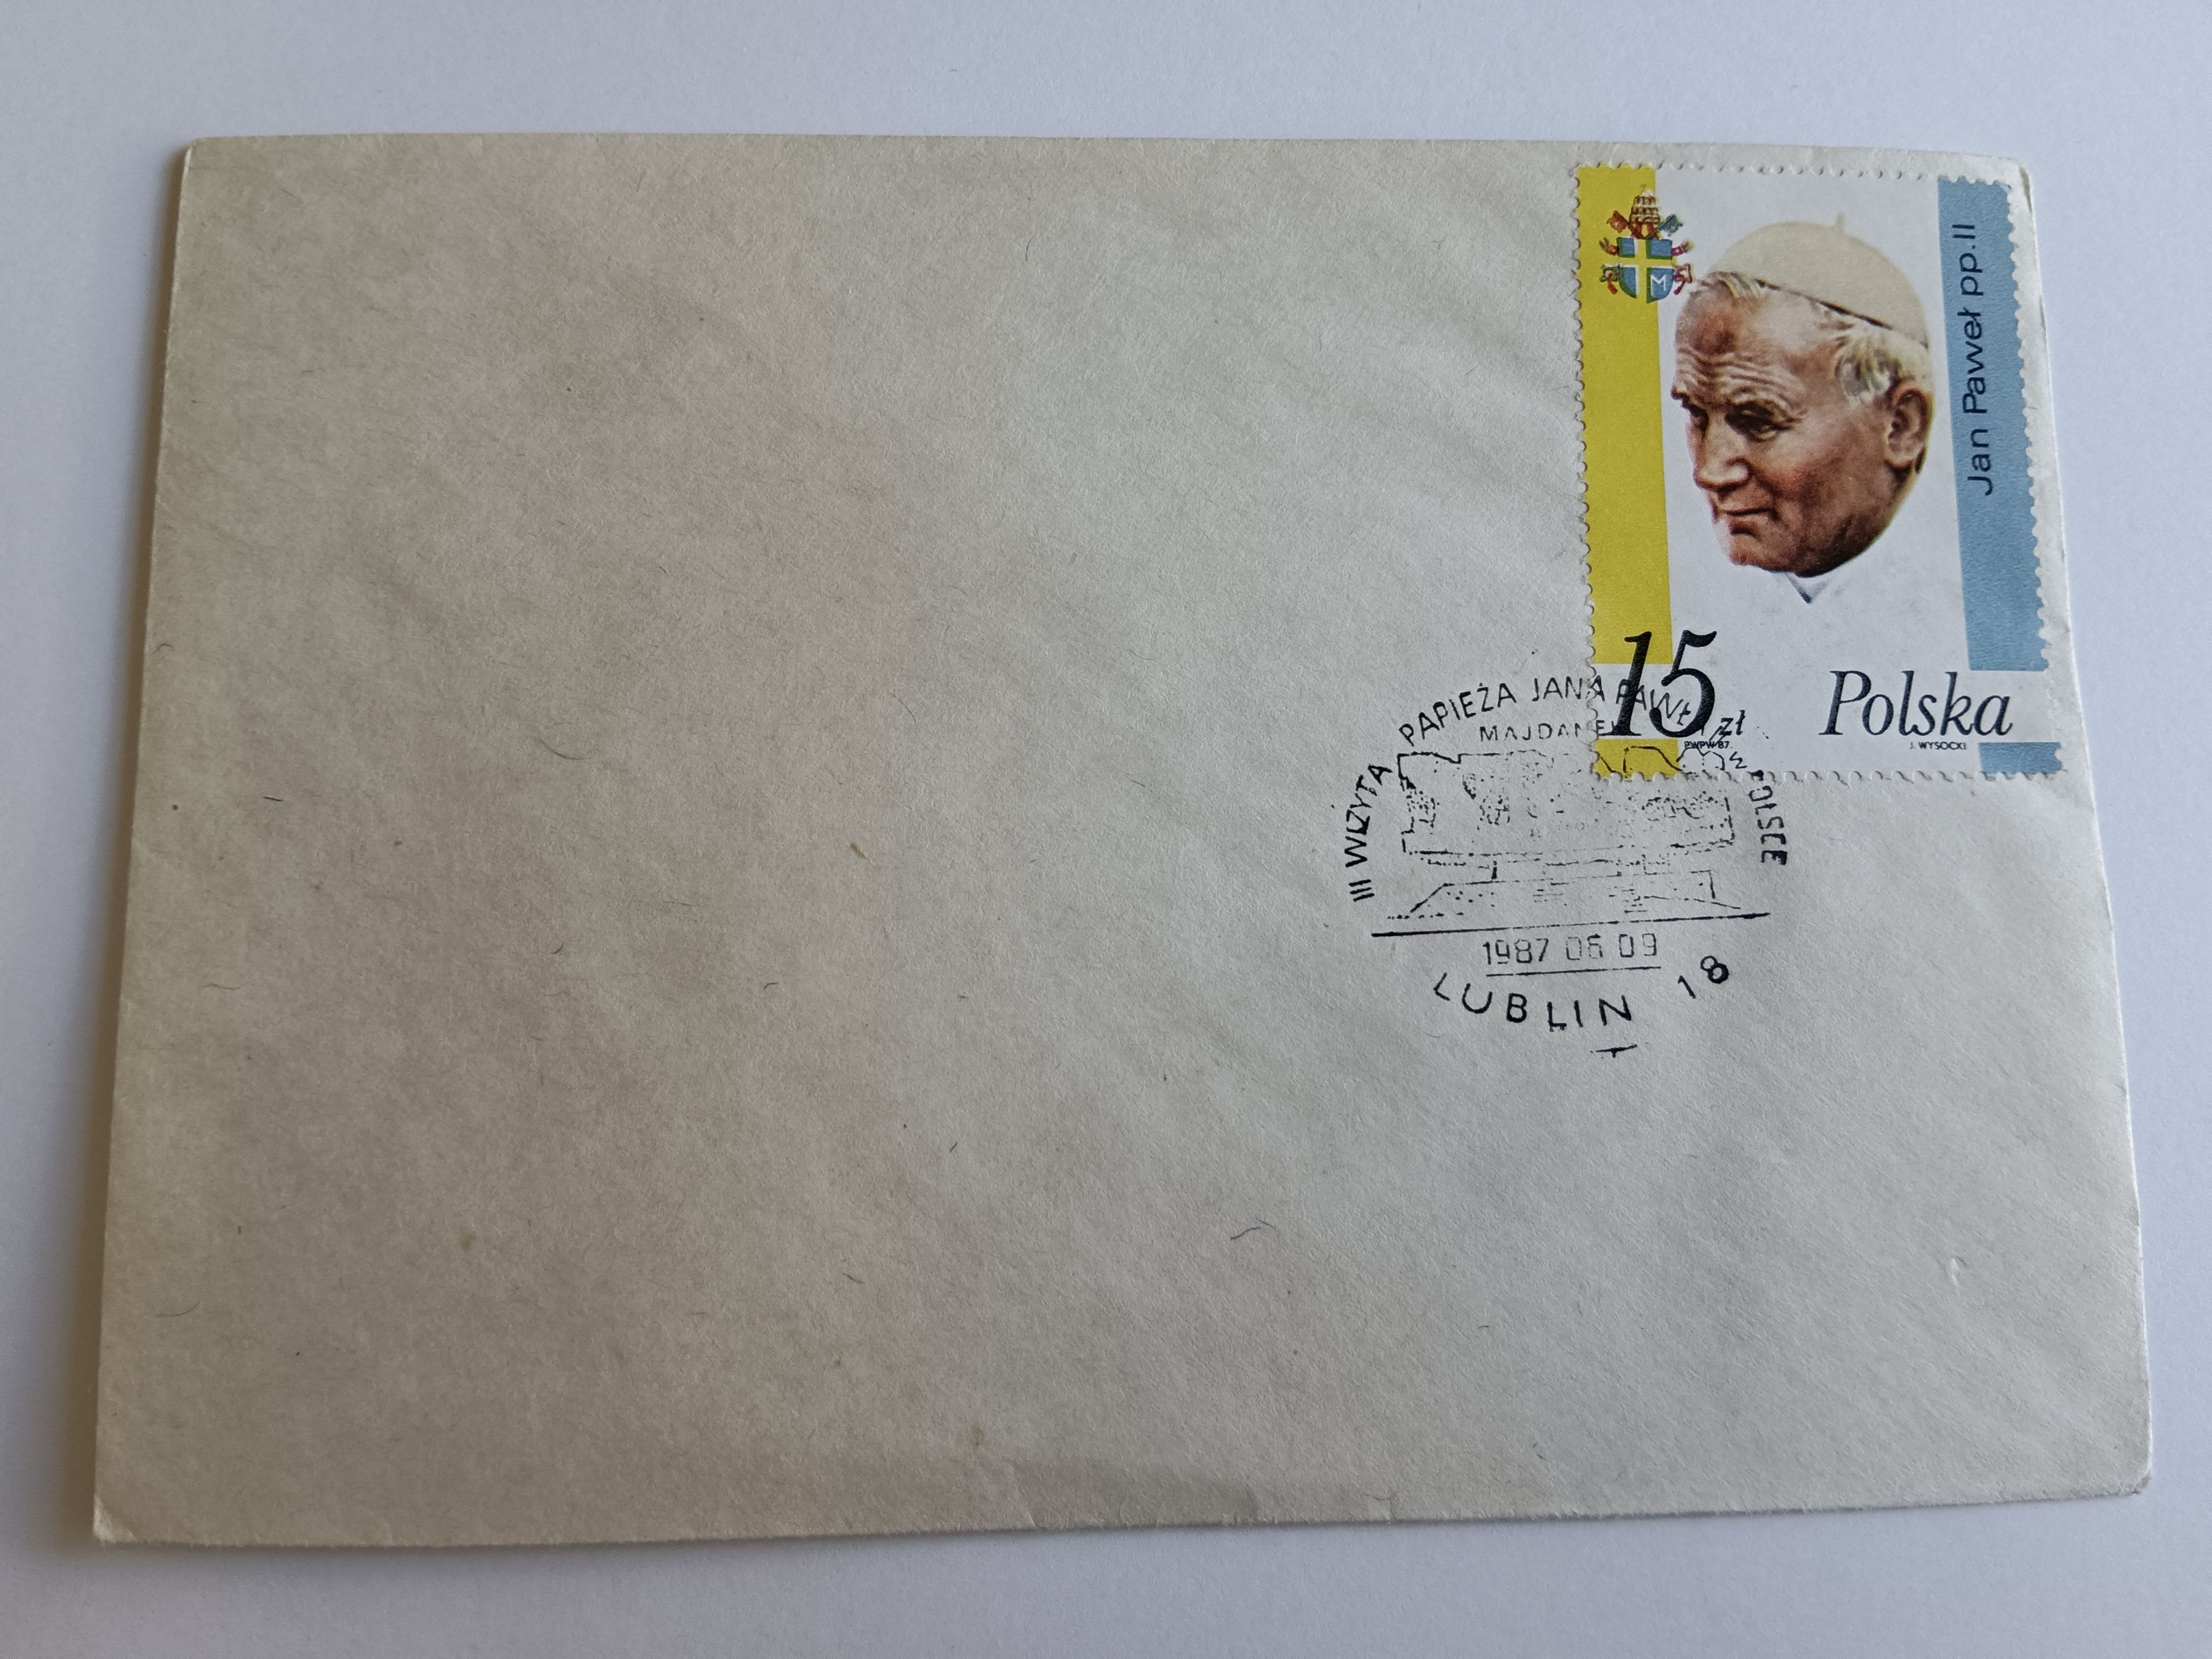 Jan Paweł pp. II
15 zł
Polska
PWPW 87.
J. WYSOCKI
III WIZYTA PAPIEŻA JANA PAWŁA W POLSCE
MAJDANEK
1987 06 09
LUBLIN 18